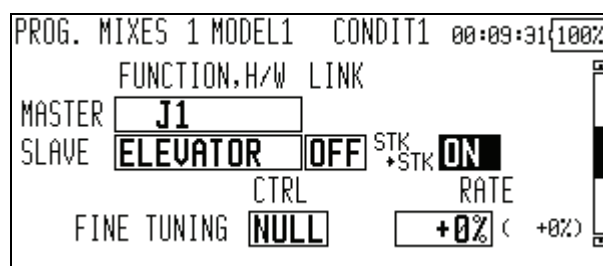 PROG. MIXES 1 MODEL1 CONDIT1 00:09:31 100%
FUNCTION,H/W LINK
MASTER J1
SLAVE ELEVATOR OFF STK→STK ON
CTRL RATE
FINE TUNING NULL +0% ( +0%)